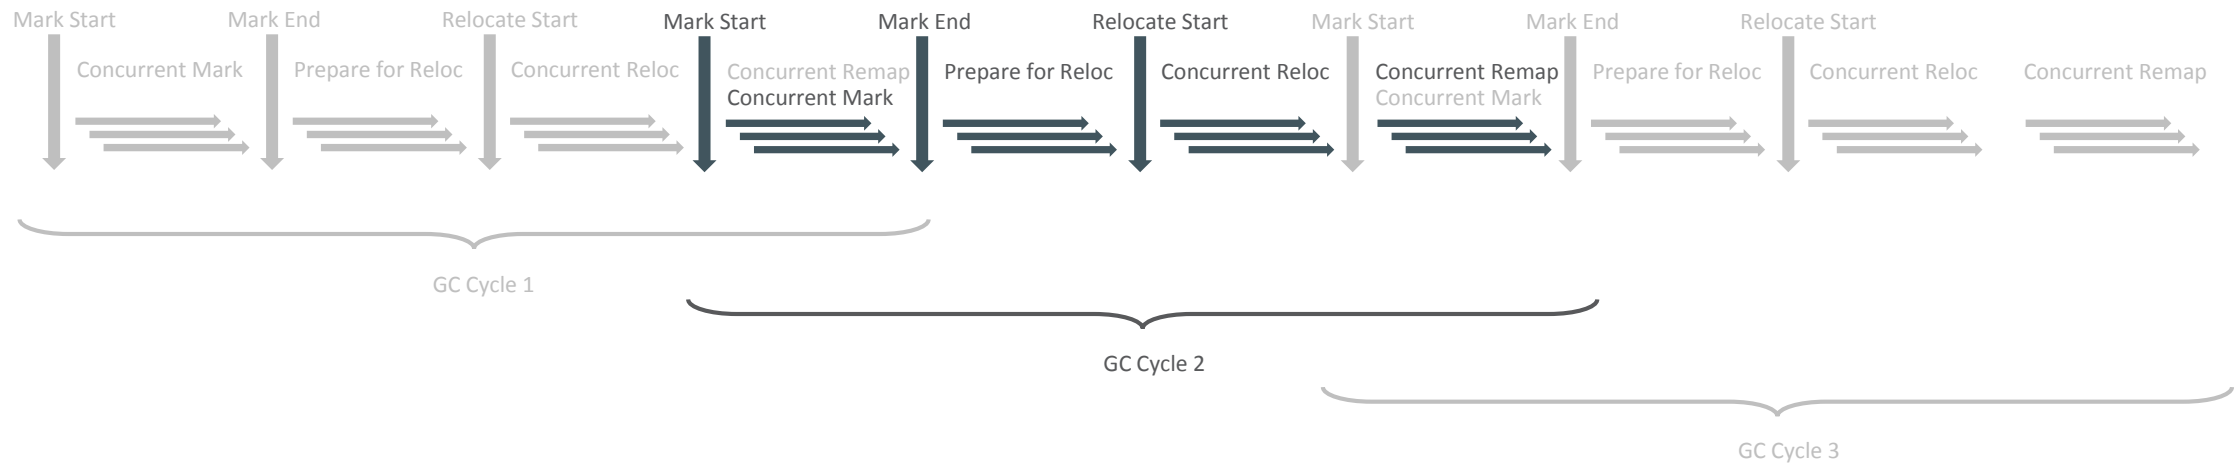 Mark Start Mark End Relocate Start Mark Start Mark End Relocate Start Mark Start Mark End Relocate Start
Concurrent Mark Prepare for Reloc Concurrent Reloc Concurrent Remap Prepare for Reloc Concurrent Reloc Concurrent Remap Prepare for Reloc Concurrent Reloc Concurrent Remap
Concurrent Mark Concurrent Mark
GC Cycle 1
GC Cycle 2
GC Cycle 3